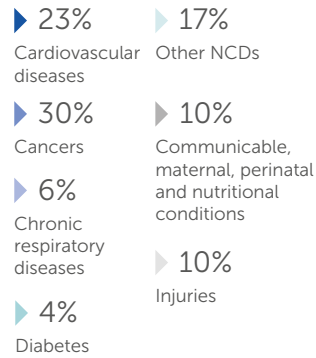 23%
Cardiovascular
diseases
30%
Cancers
6%
Chronic
respiratory
diseases
4%
Diabetes
17%
Other NCDs
10%
Communicable,
maternal, perinatal
and nutritional
conditions
10%
Injuries